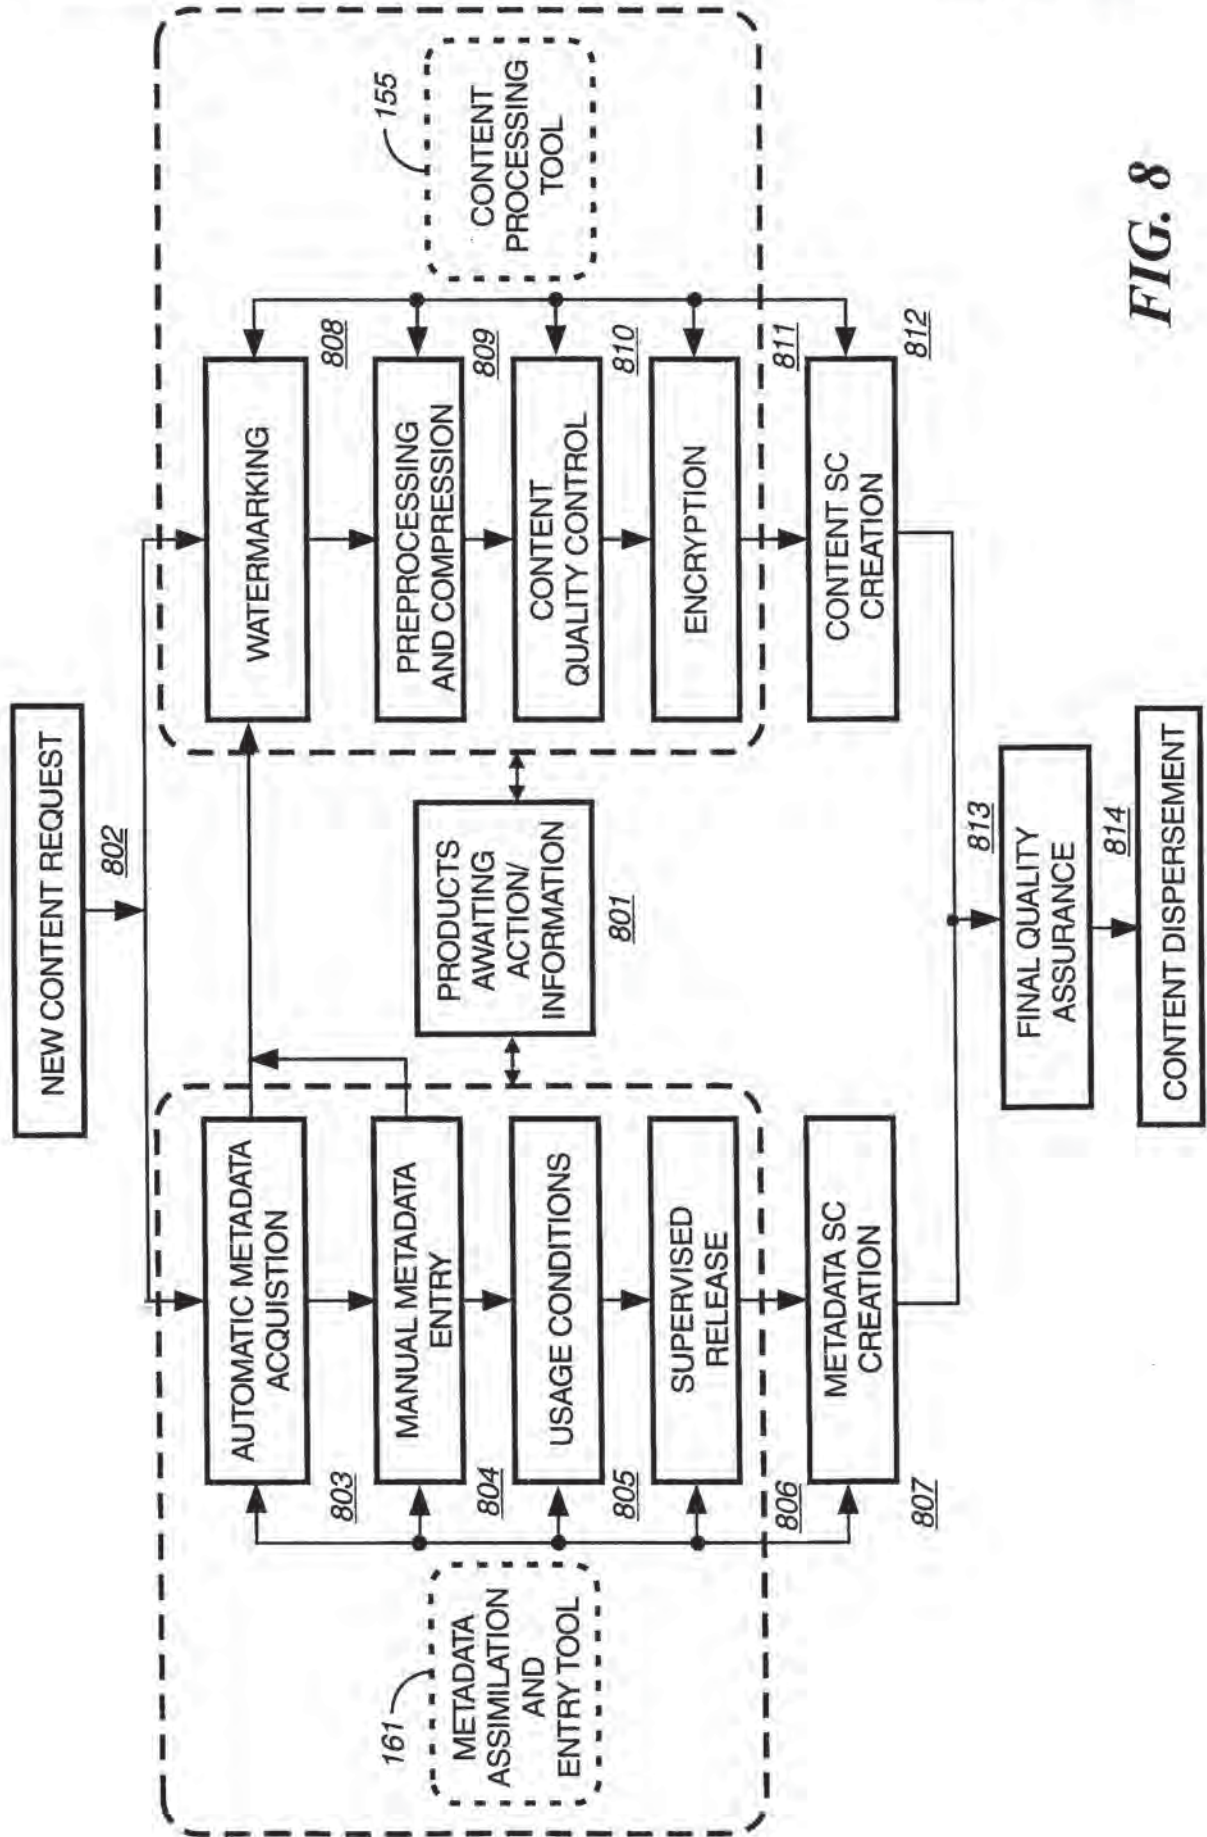 NEW CONTENT REQUEST
802
AUTOMATIC METADATA
ACQUISTION
803
MANUAL METADATA
ENTRY
804
USAGE CONDITIONS
805
SUPERVISED
RELEASE
806
METADATA SC
CREATION
807
161
METADATA
ASSIMILATION
AND
ENTRY TOOL
PRODUCTS
AWAITING
ACTION/
INFORMATION
801
WATERMARKING
808
PREPROCESSING
AND COMPRESSION
809
CONTENT
QUALITY CONTROL
810
ENCRYPTION
811
CONTENT SC
CREATION
812
155
CONTENT
PROCESSING
TOOL
813
FINAL QUALITY
ASSURANCE
814
CONTENT DISPERSEMENT
FIG. 8